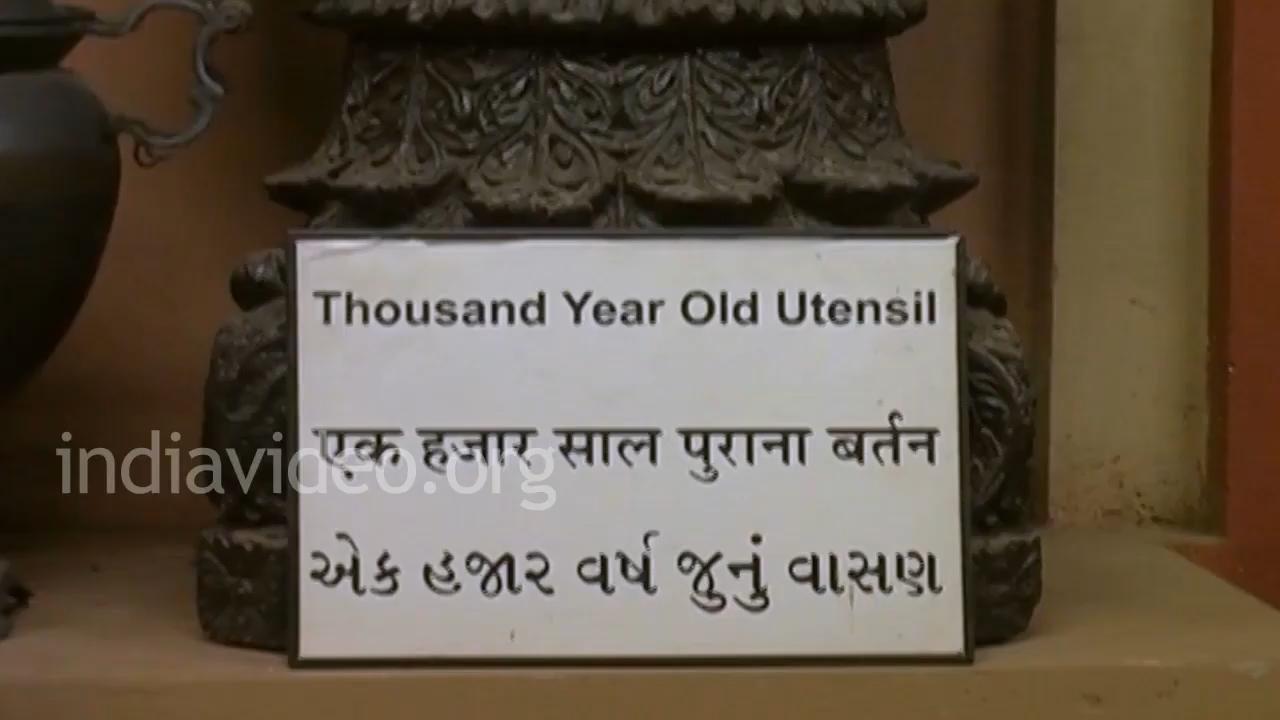 Thousand Year Old Utensil
एक हजार साल पुराना बर्तन
indiavideo.org
એક હજાર વર્ષ જુનું વાસણ